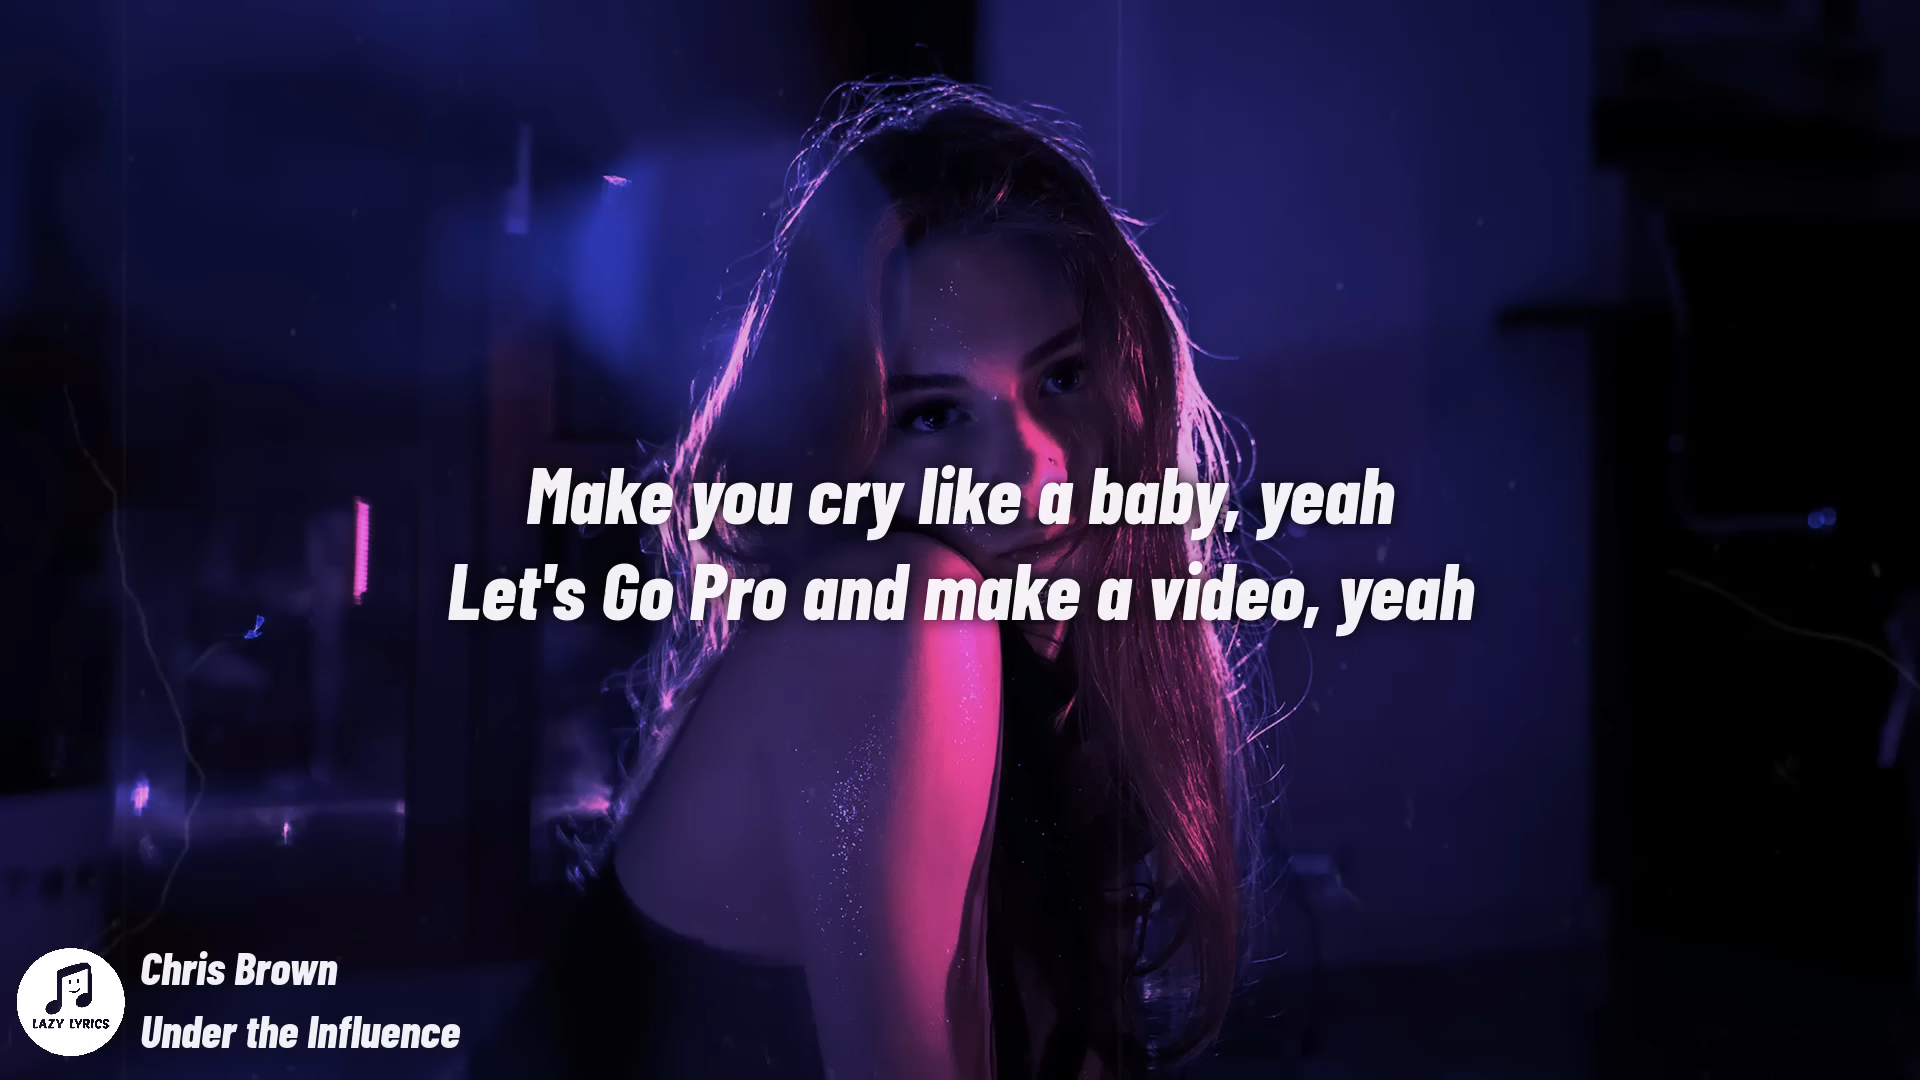 Make you cry like a baby, yeah
Let's Go Pro and make a video, yeah
Chris Brown
Under the Influence
LAZY LYRICS